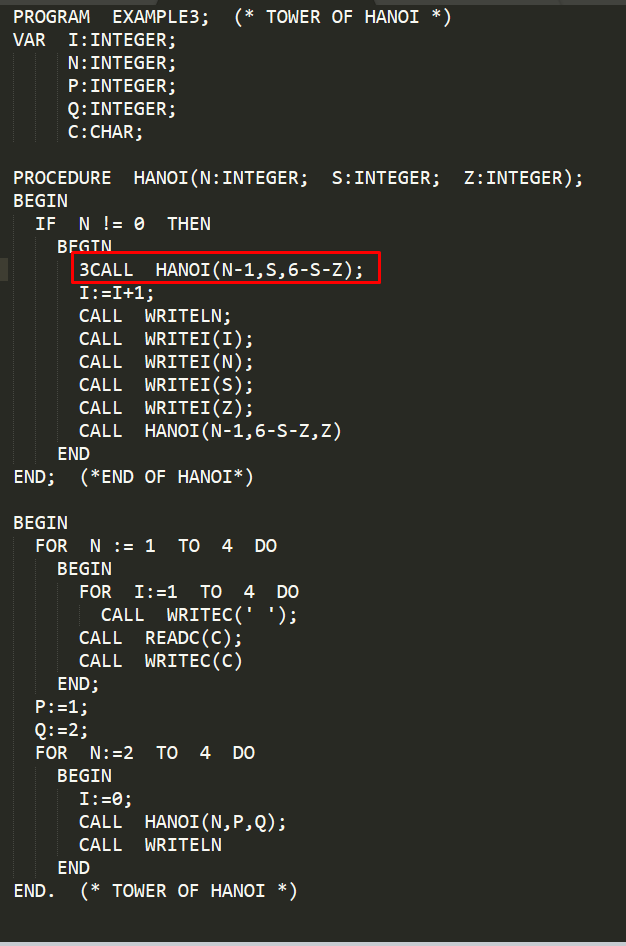 PROGRAM  EXAMPLE3;  (* TOWER OF HANOI *)
VAR  I:INTEGER;
     N:INTEGER;
     P:INTEGER;
     Q:INTEGER;
     C:CHAR;

PROCEDURE  HANOI(N:INTEGER;  S:INTEGER;  Z:INTEGER);
BEGIN
  IF  N != 0  THEN
    BEGIN
      3CALL  HANOI(N-1,S,6-S-Z);
      I:=I+1;
      CALL  WRITELN;
      CALL  WRITEI(I);
      CALL  WRITEI(N);
      CALL  WRITEI(S);
      CALL  WRITEI(Z);
      CALL  HANOI(N-1,6-S-Z,Z)
    END
END;  (*END OF HANOI*)

BEGIN
  FOR  N := 1  TO  4  DO
    BEGIN
      FOR  I:=1  TO  4  DO
        CALL  WRITEC(' ');
      CALL  READC(C);
      CALL  WRITEC(C)
    END;
  P:=1;
  Q:=2;
  FOR  N:=2  TO  4  DO
    BEGIN
      I:=0;
      CALL  HANOI(N,P,Q);
      CALL  WRITELN
    END
END.  (* TOWER OF HANOI *)